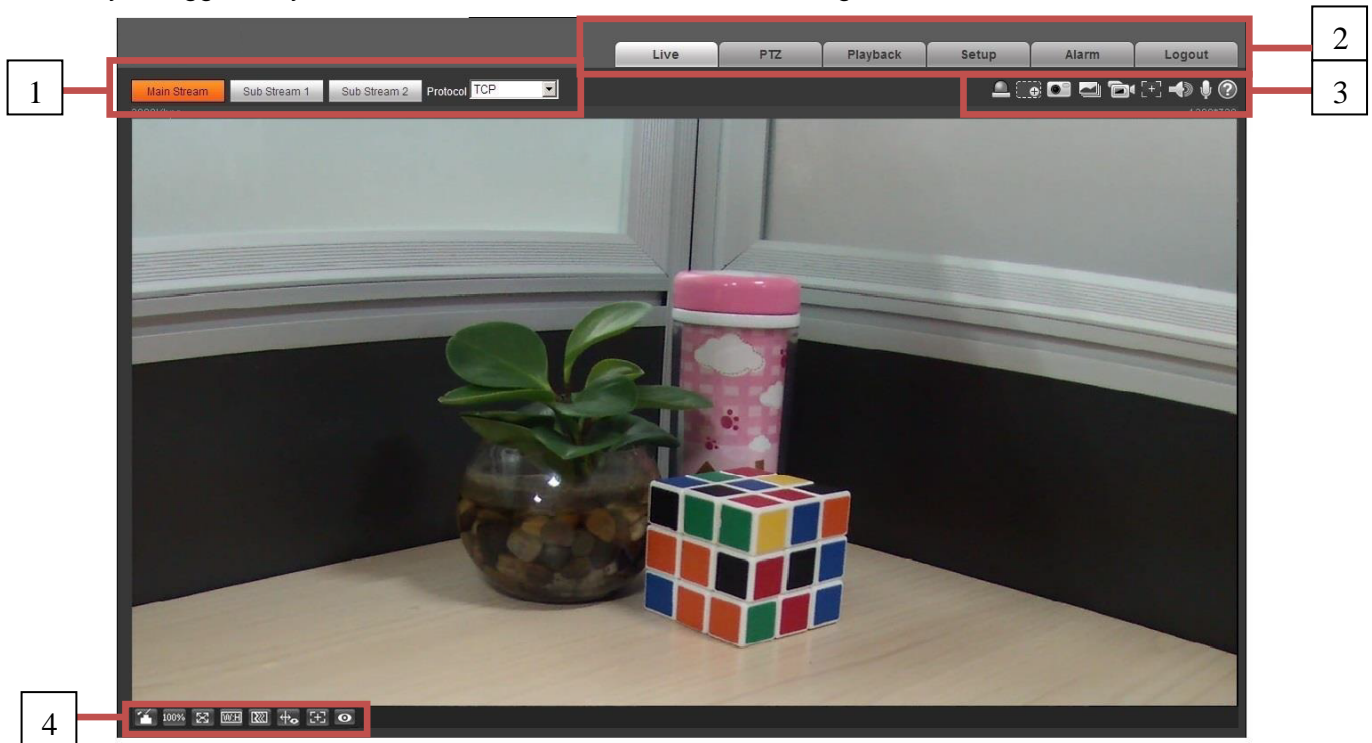 2
Live PTZ Playback Setup Alarm Logout
1
Main Stream Sub Stream 1 Sub Stream 2 Protocol TCP
3
4
100% W:H